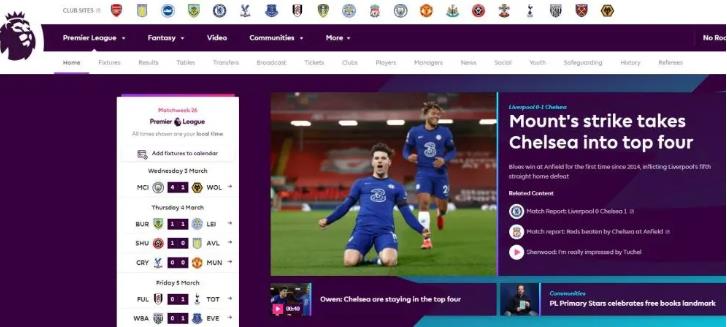 CLUB SITES
Premier League Fantasy Video Communities More No Roo
Home Fixtures Results Tables Transfers Broadcast Tickets Clubs Players Managers News Social Youth Safeguarding History Referees
Matchweek 26
Premier League
All times shown are your local time
Add fixtures to calendar
Wednesday 3 March
MCI 4 1 WOL
Thursday 4 March
BUR 1 1 LEI
SHU 1 0 AVL
CRY 0 0 MUN
Friday 5 March
FUL 0 1 TOT
WBA 0 1 EVE
3
3
2
Liverpool 0-1 Chelsea
Mount's strike takes
Chelsea into top four
Blues win at Anfield for the first time since 2014, inflicting Liverpool's fifth
straight home defeat
Related Content
Match Report: Liverpool 0 Chelsea 1
Match report: Reds beaten by Chelsea at Anfield
Sherwood: I'm really impressed by Tuchel
00:49
Owen: Chelsea are staying in the top four
Communities
PL Primary Stars celebrates free books landmark